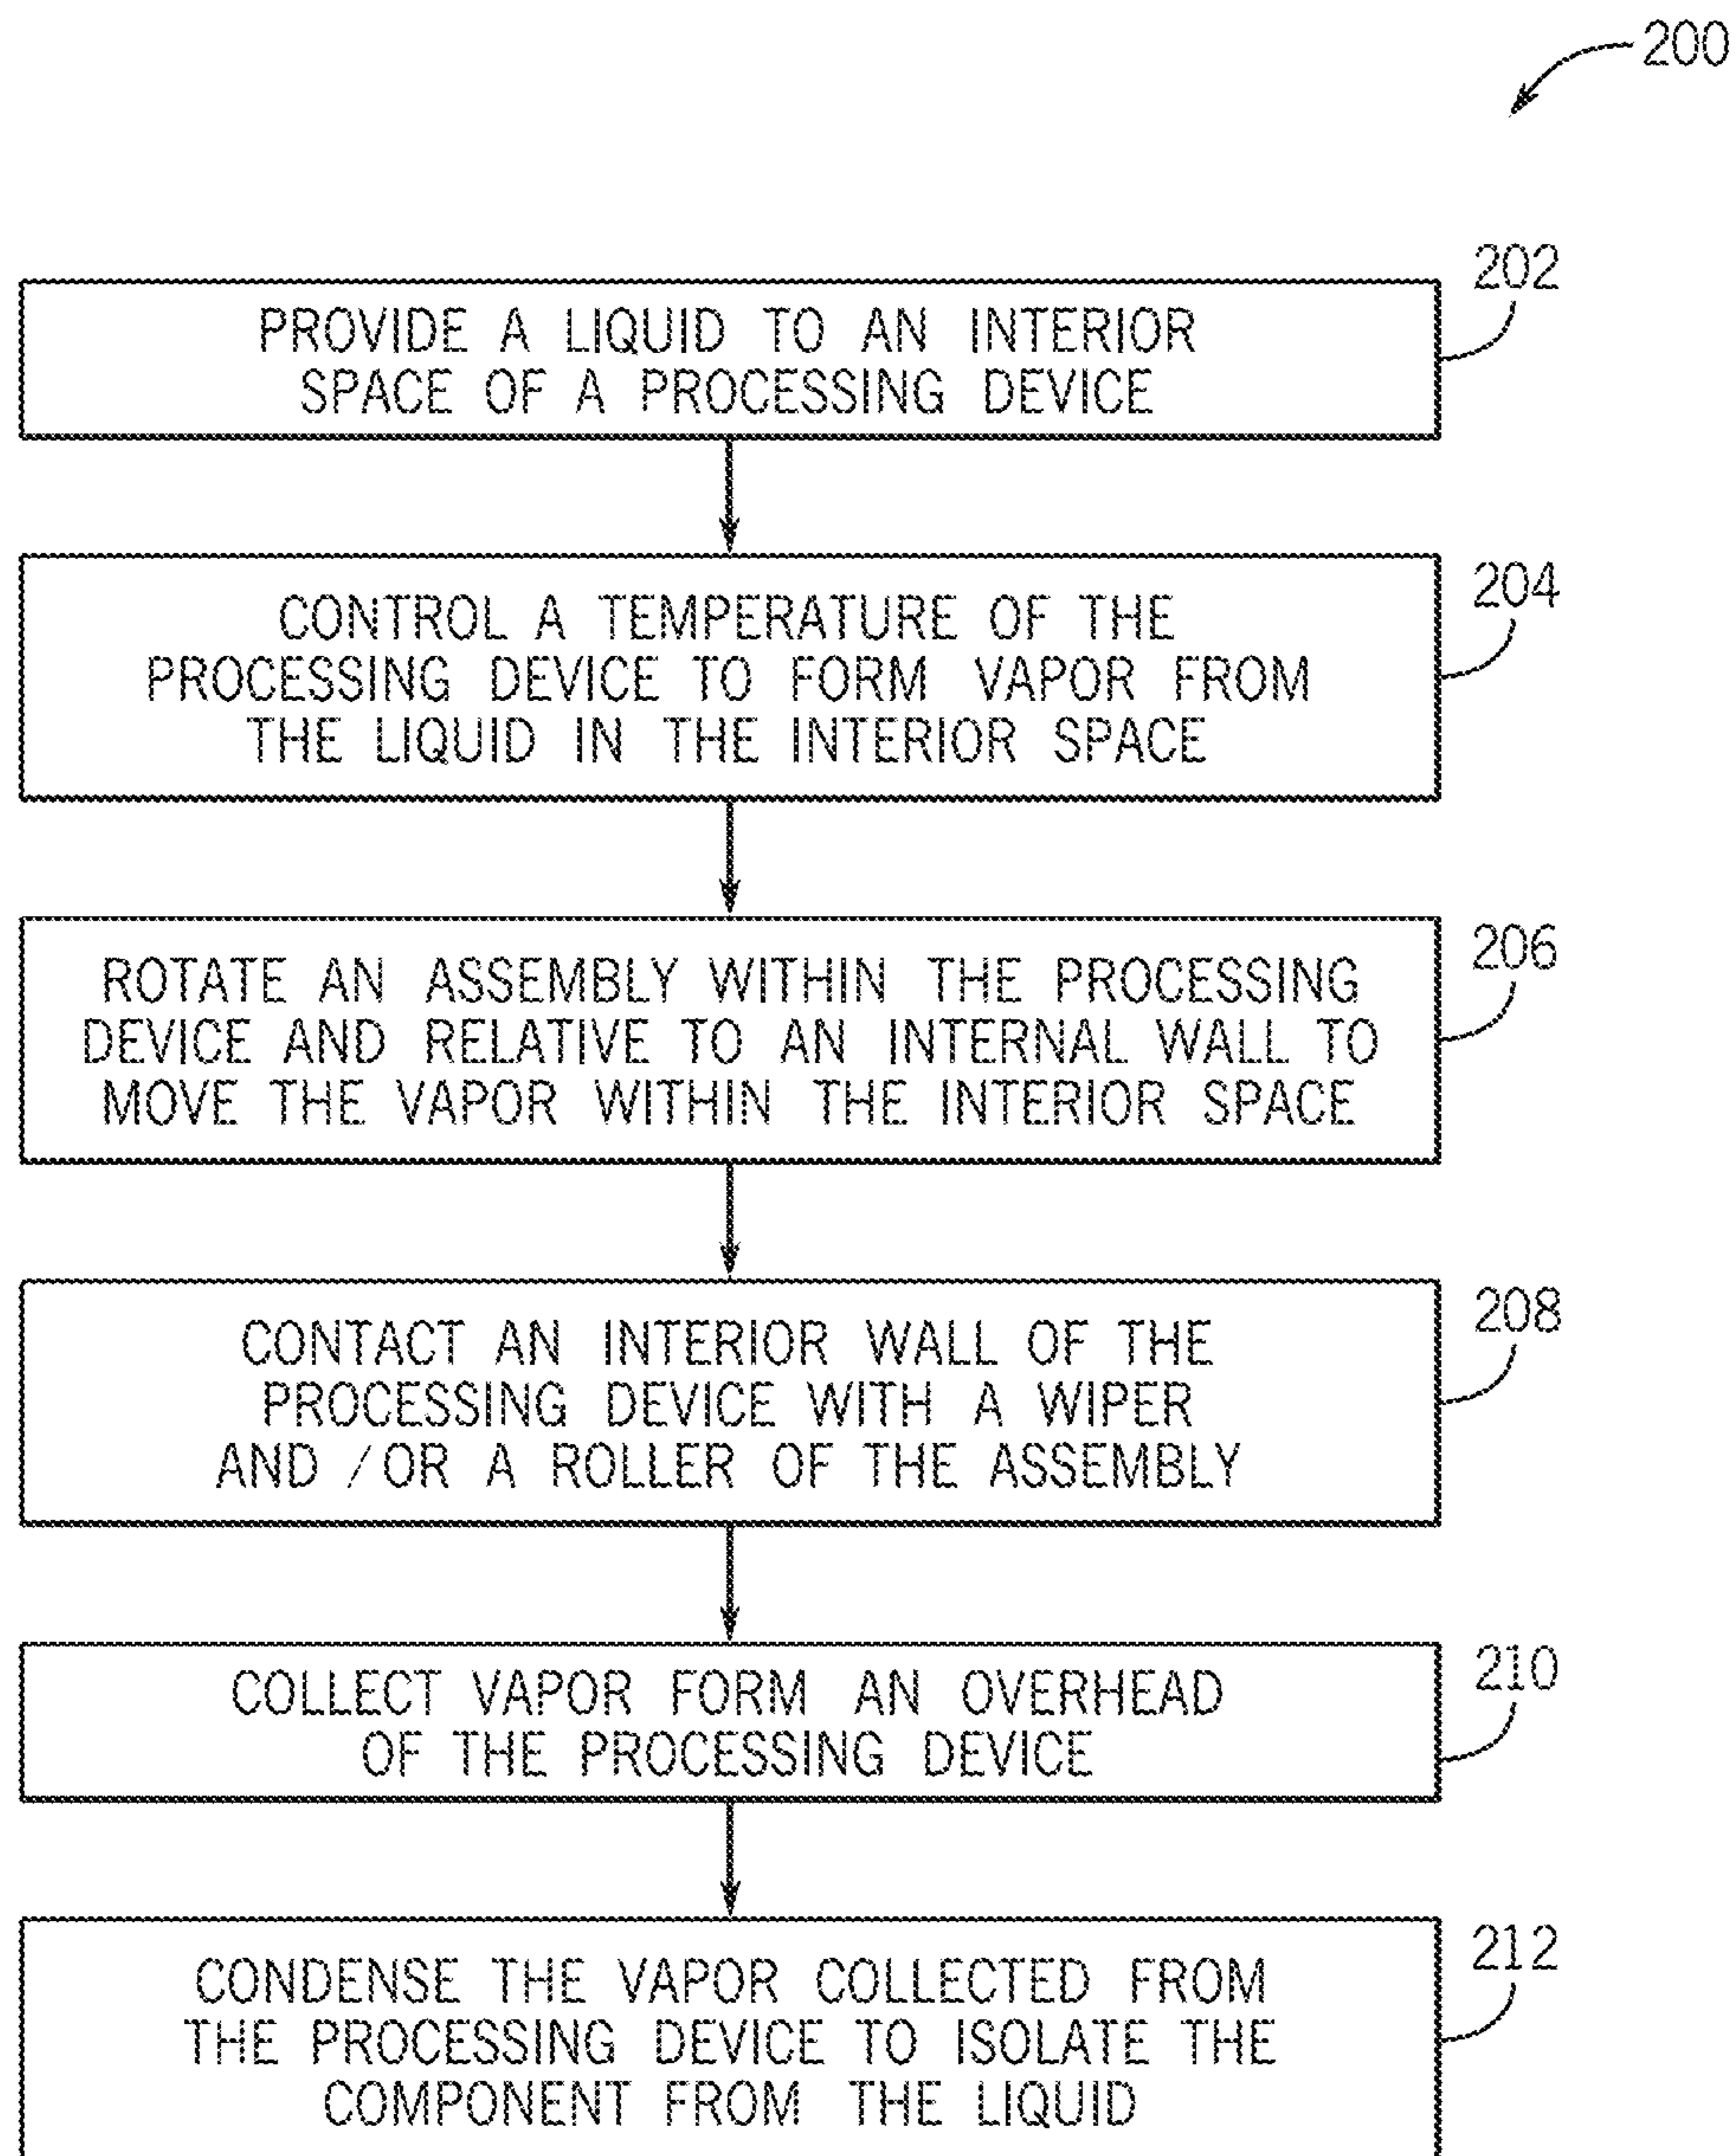 200
202
PROVIDE A LIQUID TO AN INTERIOR
SPACE OF A PROCESSING DEVICE
204
CONTROL A TEMPERATURE OF THE
PROCESSING DEVICE TO FORM VAPOR FROM
THE LIQUID IN THE INTERIOR SPACE
206
ROTATE AN ASSEMBLY WITHIN THE PROCESSING
DEVICE AND RELATIVE TO AN INTERNAL WALL TO
MOVE THE VAPOR WITHIN THE INTERIOR SPACE
208
CONTACT AN INTERIOR WALL OF THE
PROCESSING DEVICE WITH A WIPER
AND /OR A ROLLER OF THE ASSEMBLY
210
COLLECT VAPOR FORM AN OVERHEAD
OF THE PROCESSING DEVICE
212
CONDENSE THE VAPOR COLLECTED FROM
THE PROCESSING DEVICE TO ISOLATE THE
COMPONENT FROM THE LIQUID